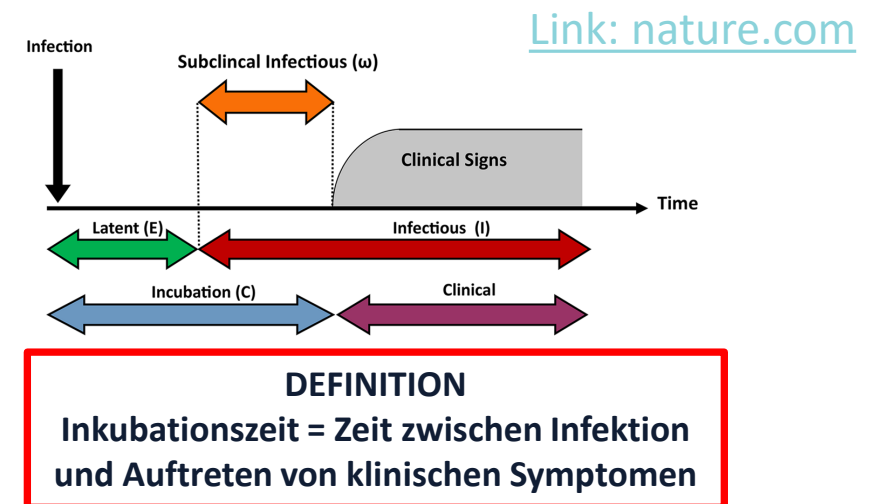 Link: nature.com
Infection
Subclincal Infectious (ω)
Clinical Signs
Time
Latent (E)
Infectious (I)
Incubation (C)
Clinical
DEFINITION
Inkubationszeit = Zeit zwischen Infektion
und Auftreten von klinischen Symptomen